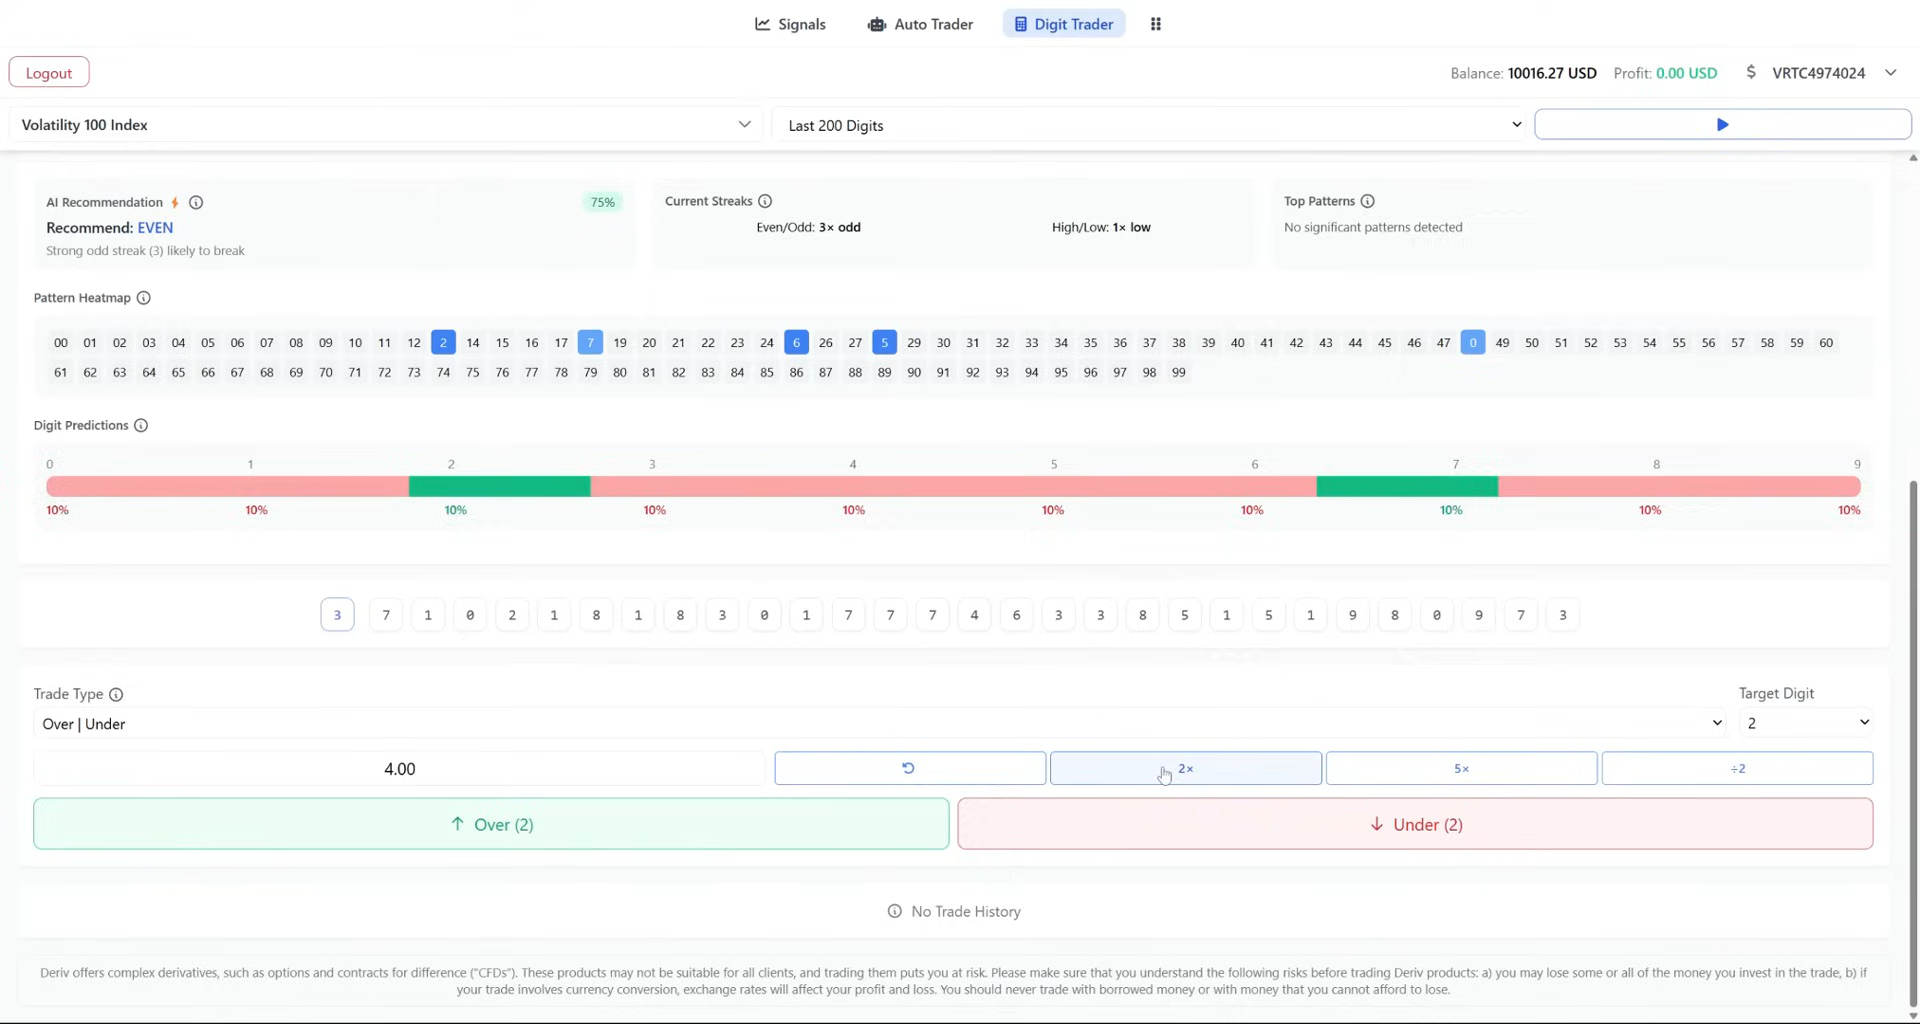 Signals Auto Trader Digit Trader
Logout Balance: 10016.27 USD Profit: 0.00 USD $ VRTC4974024
Volatility 100 Index Last 200 Digits
AI Recommendation 75% Current Streaks Top Patterns
Recommend: EVEN Even/Odd: 3× odd High/Low: 1× low No significant patterns detected
Strong odd streak (3) likely to break
Pattern Heatmap
00 01 02 03 04 05 06 07 08 09 10 11 12 2 14 15 16 17 7 19 20 21 22 23 24 6 26 27 5 29 30 31 32 33 34 35 36 37 38 39 40 41 42 43 44 45 46 47 0 49 50 51 52 53 54 55 56 57 58 59 60
61 62 63 64 65 66 67 68 69 70 71 72 73 74 75 76 77 78 79 80 81 82 83 84 85 86 87 88 89 90 91 92 93 94 95 96 97 98 99
Digit Predictions
0 1 2 3 4 5 6 7 8 9
10% 10% 10% 10% 10% 10% 10% 10% 10% 10%
3 7 1 0 2 1 8 1 8 3 0 1 7 7 7 4 6 3 3 8 5 1 5 1 9 8 0 9 7 3
Trade Type Target Digit
Over | Under 2
4.00 2× 5× ÷2
↑ Over (2) ↓ Under (2)
No Trade History
Deriv offers complex derivatives, such as options and contracts for difference ("CFDs"). These products may not be suitable for all clients, and trading them puts you at risk. Please make sure that you understand the following risks before trading Deriv products: a) you may lose some or all of the money you invest in the trade, b) if
your trade involves currency conversion, exchange rates will affect your profit and loss. You should never trade with borrowed money or with money that you cannot afford to lose.